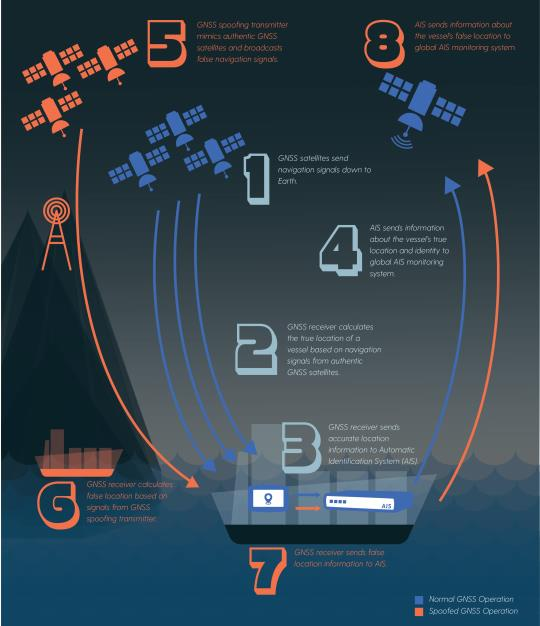 5
GNSS spoofing transmitter
mimics authentic GNSS
satellites and broadcasts
false navigation signals.
8
AIS sends information about
the vessel's false location to
global AIS monitoring system.
1
GNSS satellites send
navigation signals down to
Earth.
4
AIS sends information
about the vessel's true
location and identity to
global AIS monitoring
system.
2
GNSS receiver calculates
the true location of a
vessel based on navigation
signals from authentic
GNSS satellites.
3
GNSS receiver sends
accurate location
information to Automatic
Identification System (AIS).
6
GNSS receiver calculates
false location based on
signals from GNSS
spoofing transmitter.
AIS
7
GNSS receiver sends false
location information to AIS.
Normal GNSS Operation
Spoofed GNSS Operation